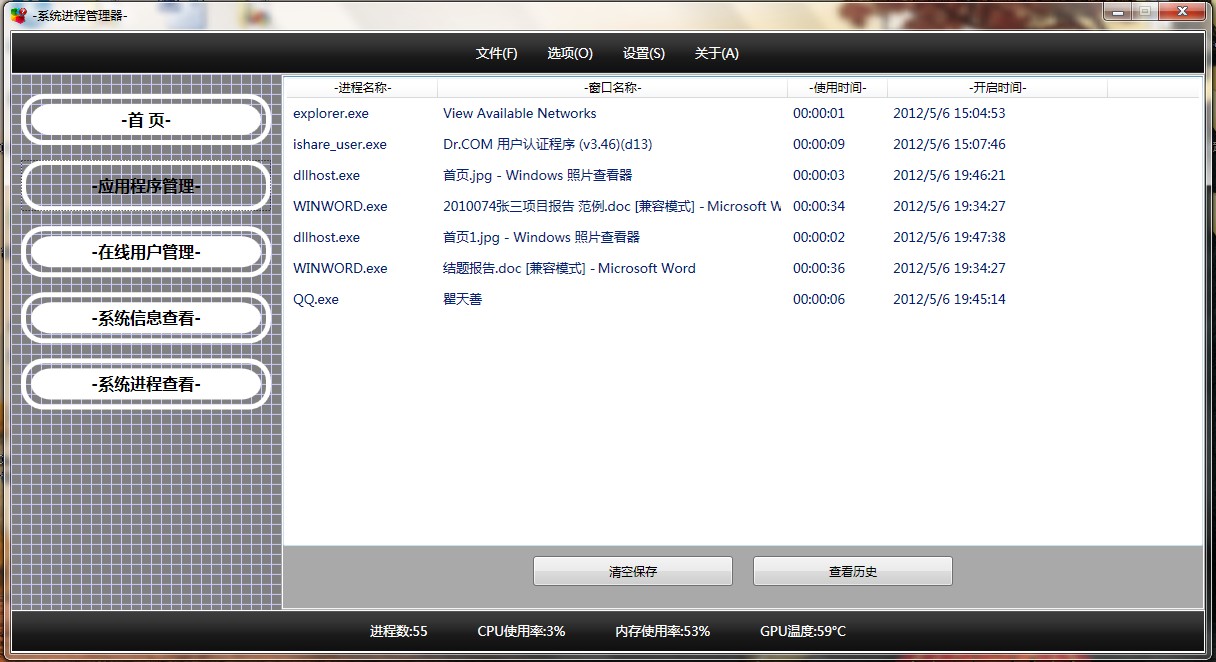 -系统进程管理器-
文件(F) 选项(O) 设置(S) 关于(A)
-首 页-
-应用程序管理-
-在线用户管理-
-系统信息查看-
-系统进程查看-
-进程名称- -窗口名称- -使用时间- -开启时间-
explorer.exe View Available Networks 00:00:01 2012/5/6 15:04:53
ishare_user.exe Dr.COM 用户认证程序 (v3.46)(d13) 00:00:09 2012/5/6 15:07:46
dllhost.exe 首页.jpg - Windows 照片查看器 00:00:03 2012/5/6 19:46:21
WINWORD.exe 2010074张三项目报告 范例.doc [兼容模式] - Microsoft W 00:00:34 2012/5/6 19:34:27
dllhost.exe 首页1.jpg - Windows 照片查看器 00:00:02 2012/5/6 19:47:38
WINWORD.exe 结题报告.doc [兼容模式] - Microsoft Word 00:00:36 2012/5/6 19:34:27
QQ.exe 瞿天善 00:00:06 2012/5/6 19:45:14
清空保存 查看历史
进程数:55 CPU使用率:3% 内存使用率:53% GPU温度:59°C